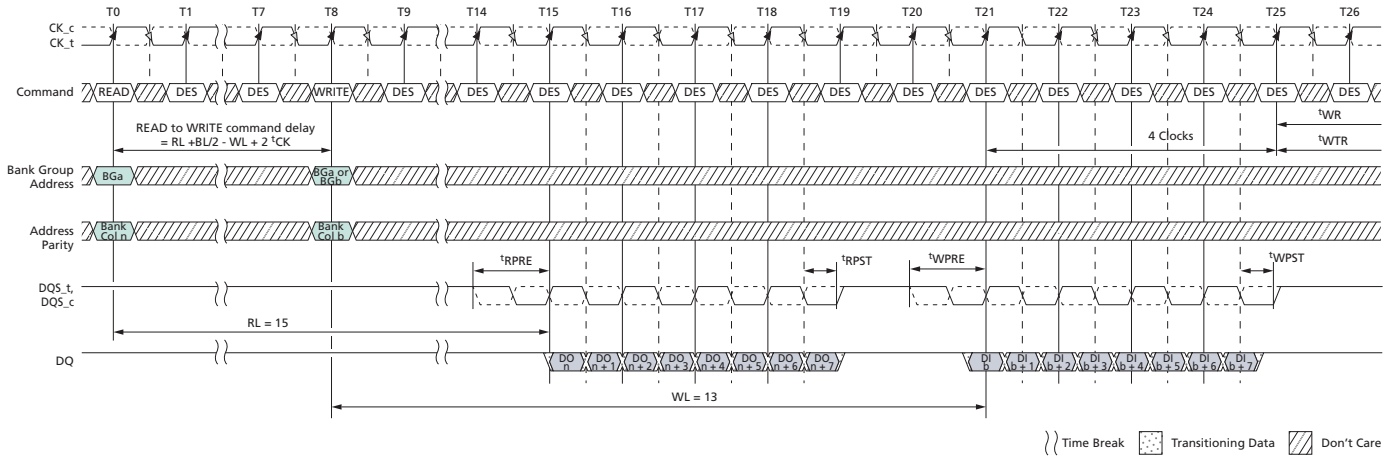 T0 T1 T7 T8 T9 T14 T15 T16 T17 T18 T19 T20 T21 T22 T23 T24 T25 T26
CK_c
CK_t
Command READ DES DES WRITE DES DES DES DES DES DES DES DES DES DES DES DES DES DES
READ to WRITE command delay
= RL +BL/2 - WL + 2 tCK
tWR
4 Clocks
tWTR
Bank Group
Address
BGa
BGa or
BGb
Address
Parity
Bank
Col n
Bank
Col b
tRPRE tRPST tWPRE tWPST
DQS_t,
DQS_c
RL = 15
DQ
DO
n
DO
n + 1
DO
n + 2
DO
n + 3
DO
n + 4
DO
n + 5
DO
n + 6
DO
n + 7
DI
b
DI
b + 1
DI
b + 2
DI
b + 3
DI
b + 4
DI
b + 5
DI
b + 6
DI
b + 7
WL = 13
Time Break Transitioning Data Don't Care